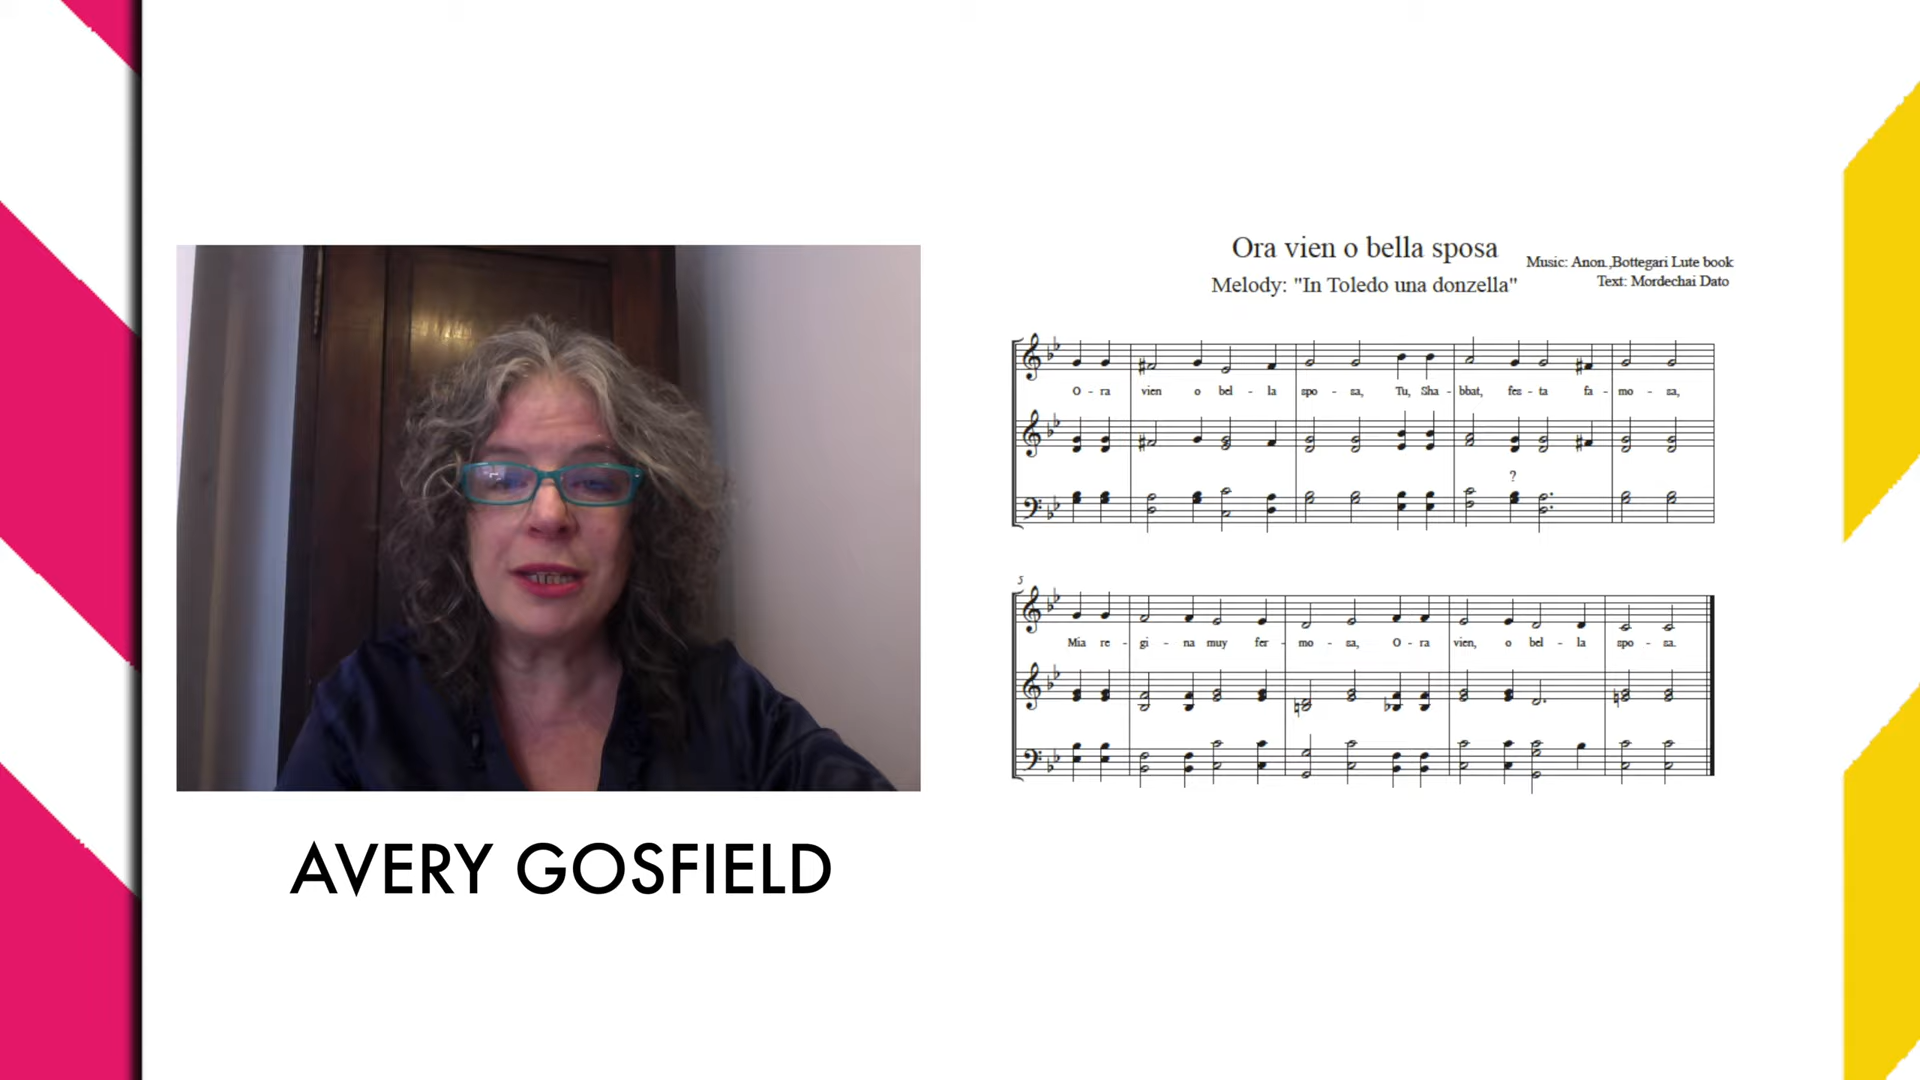 Ora vien o bella sposa
Melody: "In Toledo una donzella"
Music: Anon.,Bottegari Lute book
Text: Mordechai Dato
O - ra vien o bel - la spo - sa, Tu, Sha - bbat, fes - ta fa - mo - sa,
?
5
Mia re - gi - na muy fer - mo - sa, O - ra vien, o bel - la spo - sa.
AVERY GOSFIELD